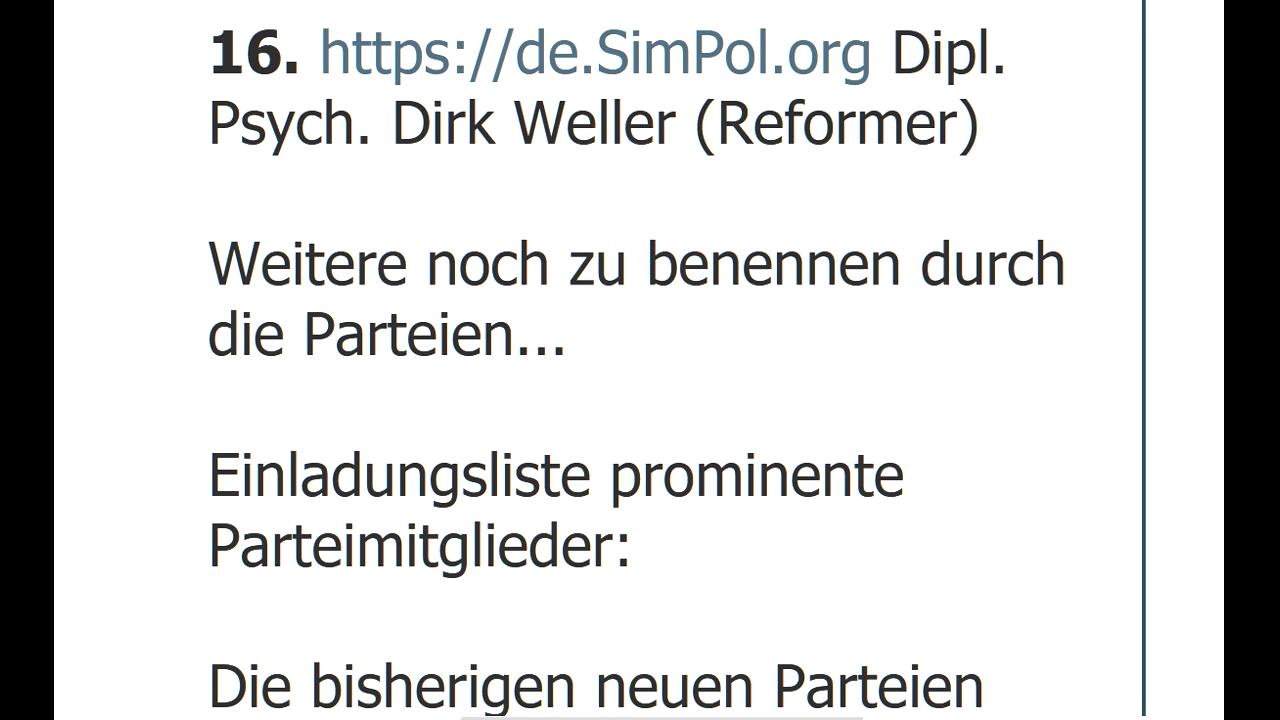 16. https://de.SimPol.org Dipl.
Psych. Dirk Weller (Reformer)
Weitere noch zu benennen durch
die Parteien...
Einladungsliste prominente
Parteimitglieder:
Die bisherigen neuen Parteien